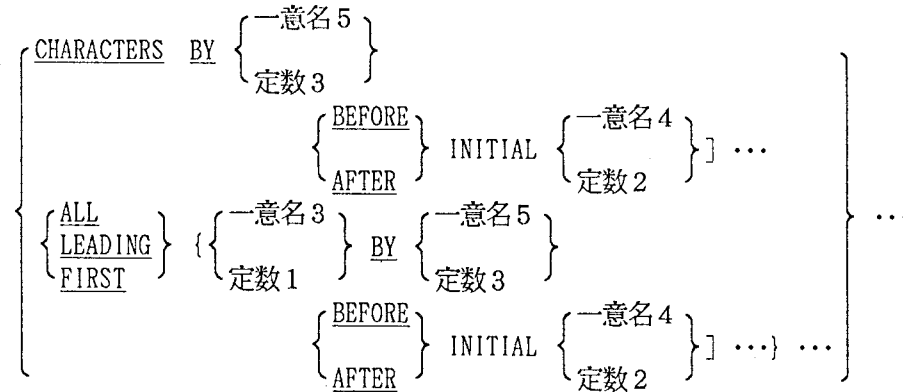 一意名5
CHARACTERS BY
定数3
BEFORE 一意名4
INITIAL ] …
AFTER 定数2
一意名3 一意名5
ALL
LEADING { BY
FIRST 定数1 定数3
BEFORE 一意名4
INITIAL ] …} …
AFTER 定数2
…